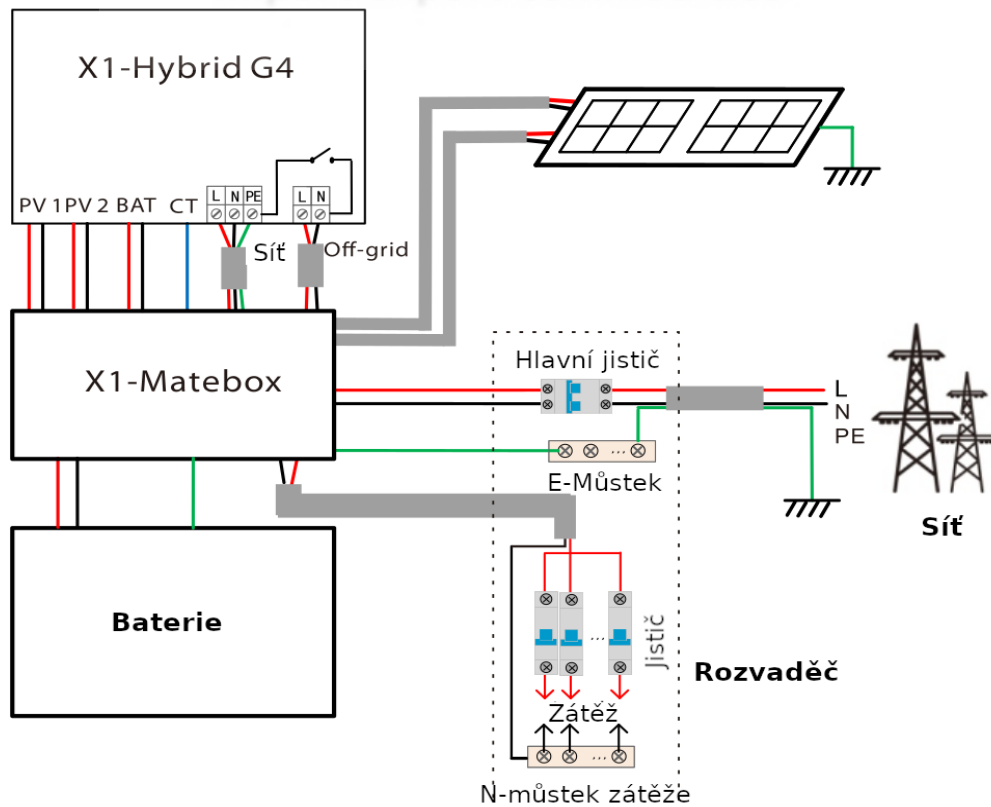 X1-Hybrid G4
PV 1 PV 2 BAT CT
L N PE
L N
Síť
Off-grid
X1-Matebox
Hlavní jistič
L
N
PE
E-Můstek
Síť
Baterie
Jistič
Rozvaděč
Zátěž
N-můstek zátěže